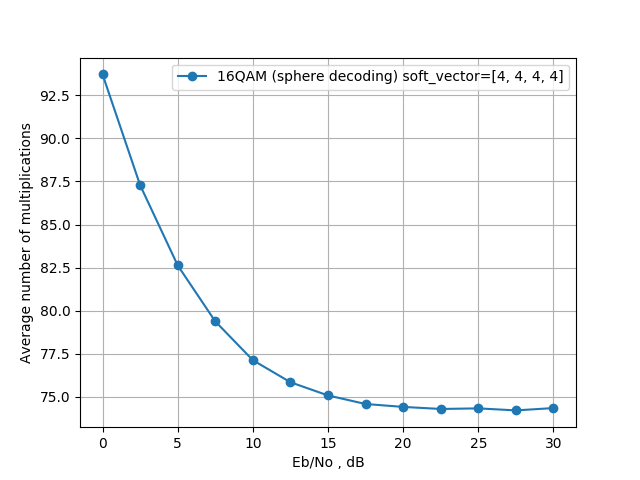 16QAM (sphere decoding) soft_vector=[4, 4, 4, 4]
Average number of multiplications
92.5
90.0
87.5
85.0
82.5
80.0
77.5
75.0
0 5 10 15 20 25 30
Eb/No , dB